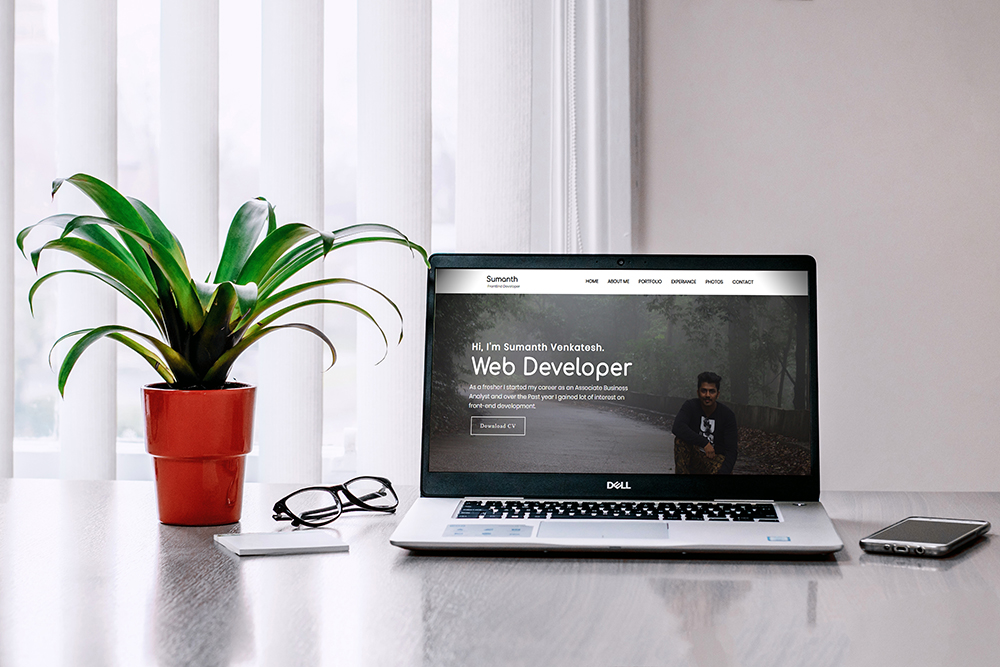 Sumanth
FrontEnd Developer
HOME ABOUT ME PORTFOLIO EXPERIANCE PHOTOS CONTACT
Hi, I'm Sumanth Venkatesh.
Web Developer
As a fresher I started my career as an Associate Business
Analyst and over the Past year I gained lot of interest on
front-end development.
Download CV
DELL